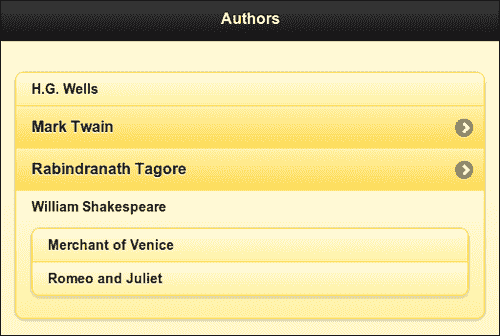 Authors
H.G. Wells
Mark Twain
Rabindranath Tagore
William Shakespeare
Merchant of Venice
Romeo and Juliet